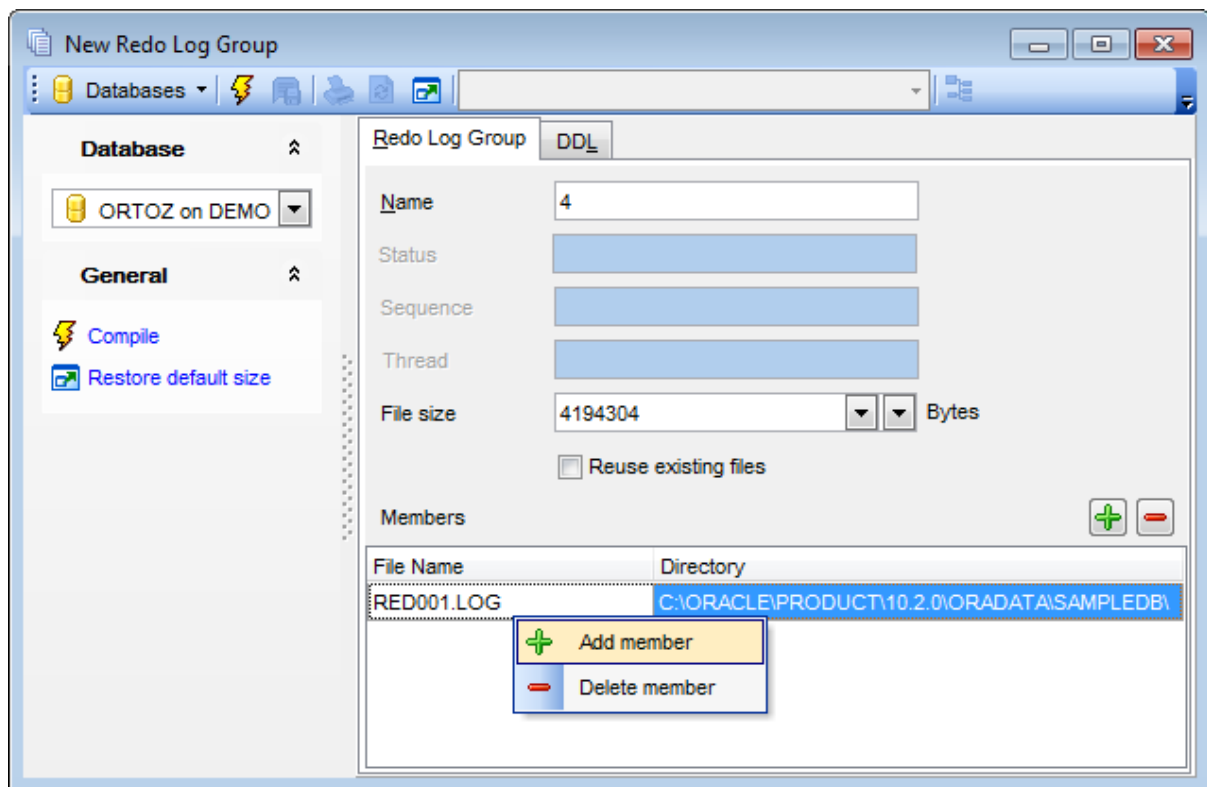 New Redo Log Group
Databases
Database
ORTOZ on DEMO
General
Compile
Restore default size
Redo Log Group
DDL
Name
4
Status
Sequence
Thread
File size
4194304
Bytes
Reuse existing files
Members
File Name Directory
RED001.LOG C:\ORACLE\PRODUCT\10.2.0\ORADATA\SAMPLEDB\
Add member
Delete member